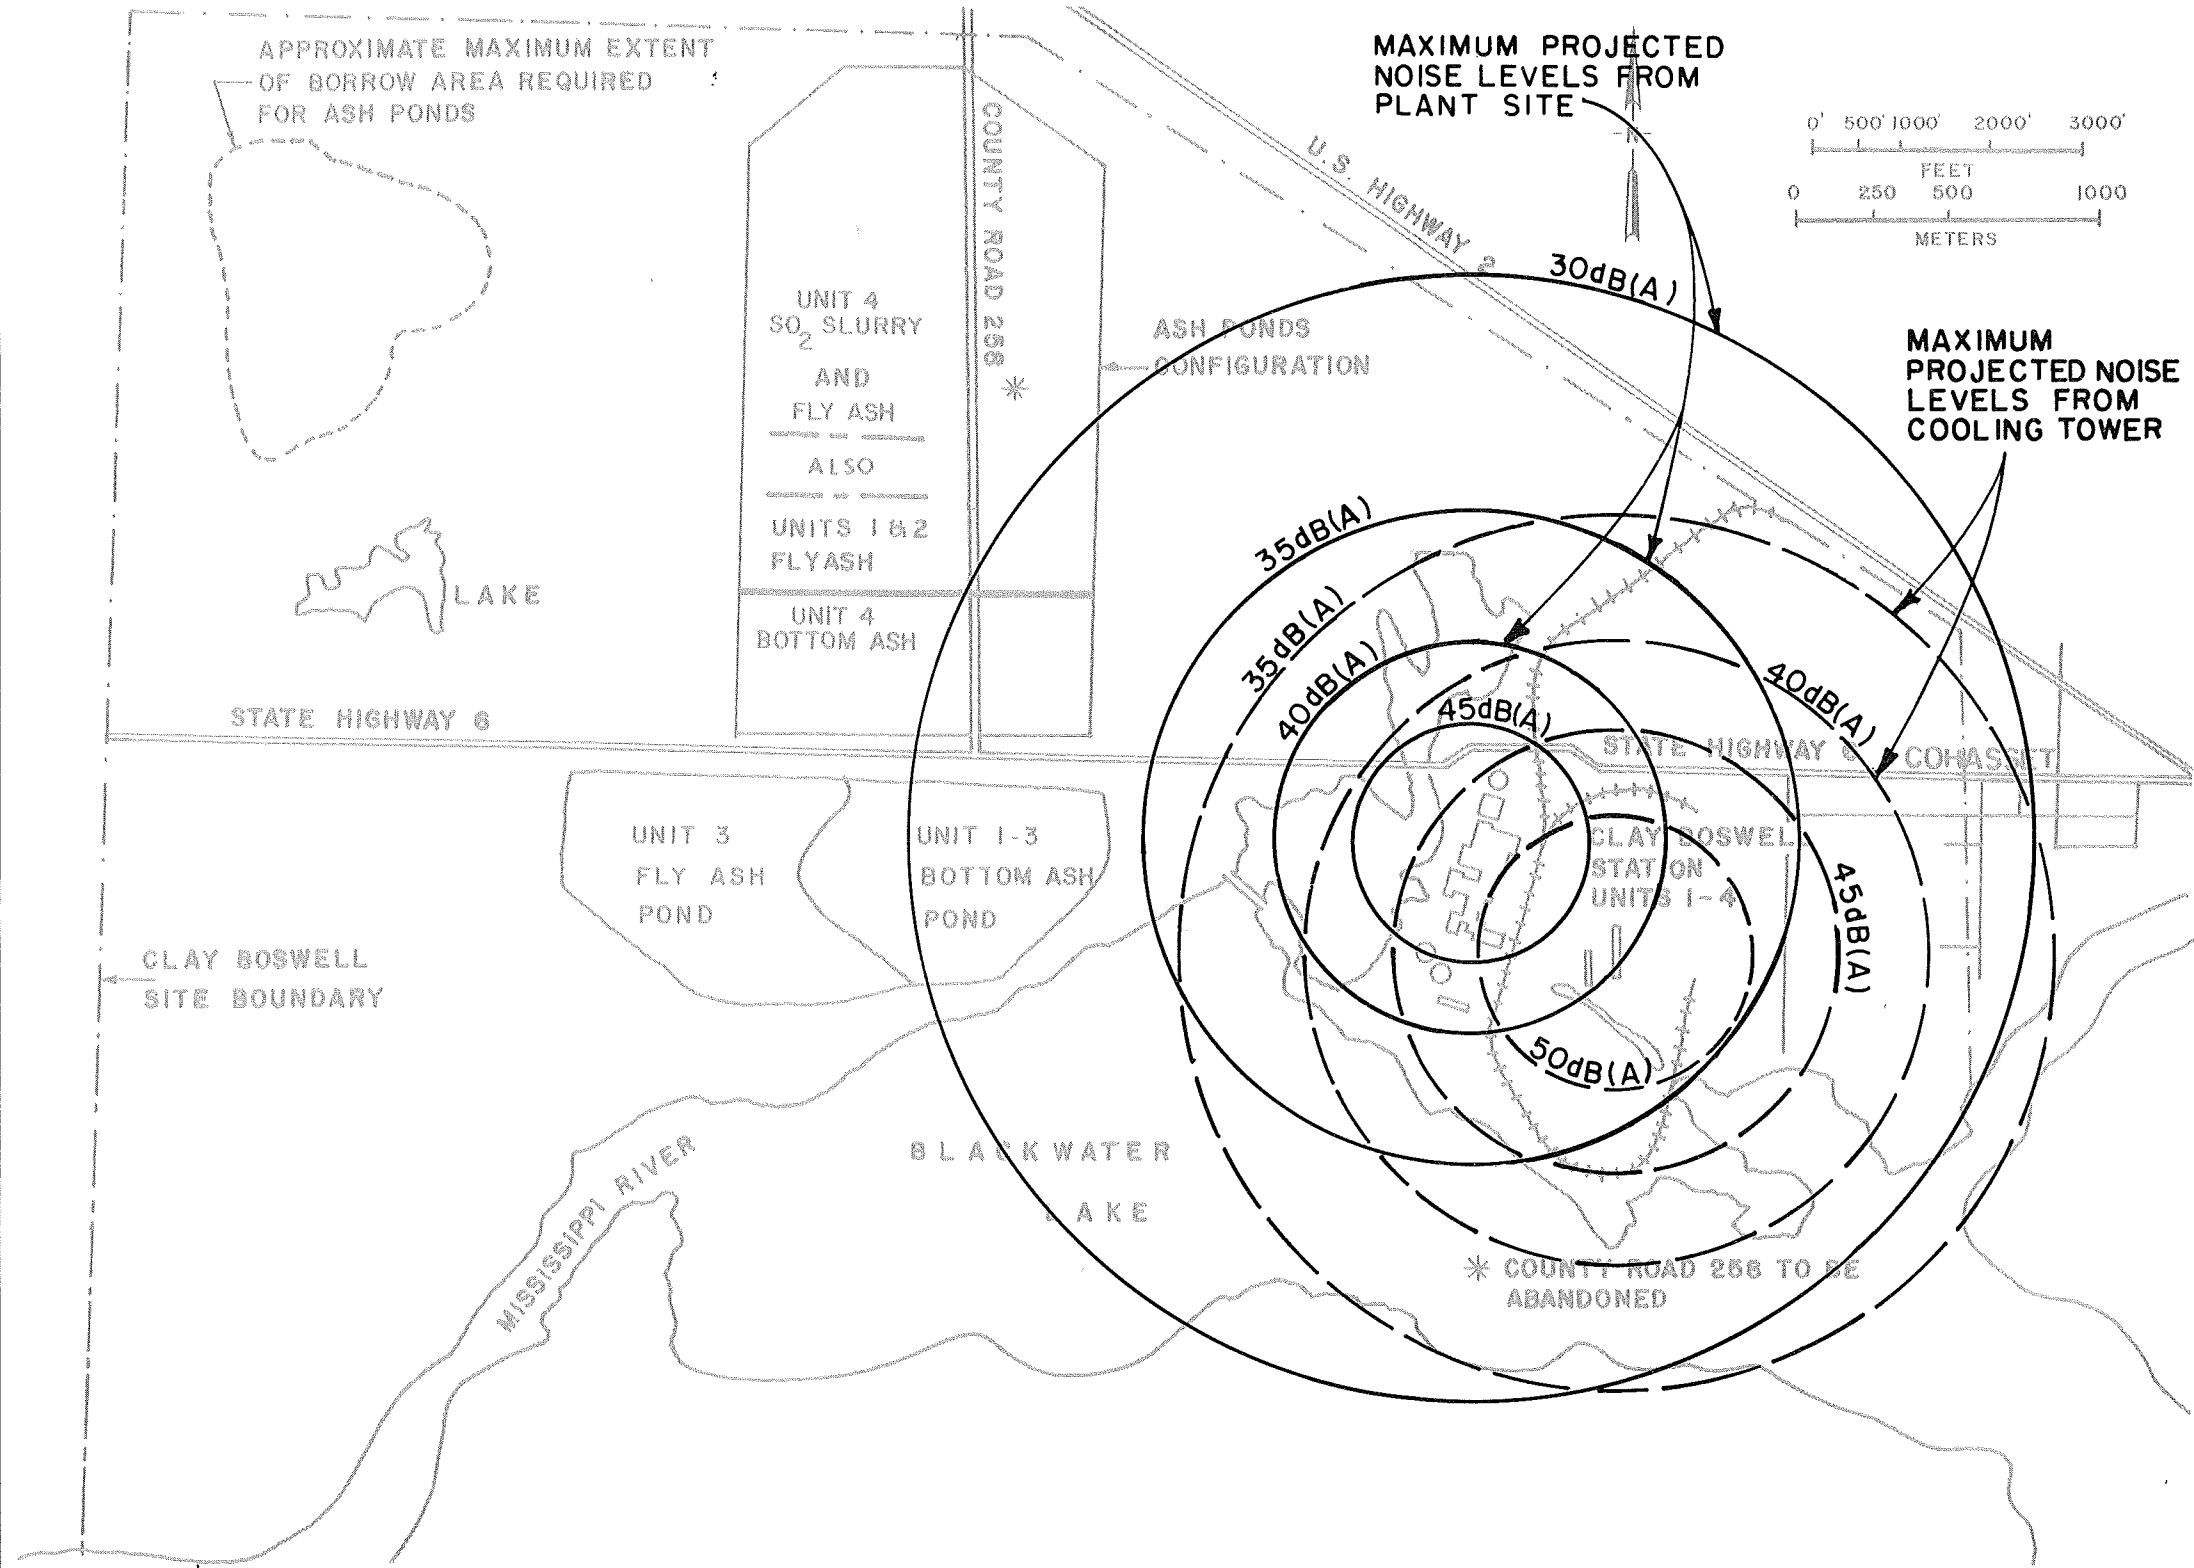 APPROXIMATE MAXIMUM EXTENT
OF BORROW AREA REQUIRED
FOR ASH PONDS
MAXIMUM PROJECTED
NOISE LEVELS FROM
PLANT SITE
N
0' 500' 1000' 2000' 3000'
FEET
0 250 500 1000
METERS
COUNTY ROAD 258
U.S. HIGHWAY 2
30dB(A)
UNIT 4
SO2 SLURRY
AND
FLY ASH
ALSO
UNITS 1 & 2
FLYASH
UNIT 4
BOTTOM ASH
*
ASH PONDS
CONFIGURATION
MAXIMUM
PROJECTED NOISE
LEVELS FROM
COOLING TOWER
35dB(A)
35dB(A)
40dB(A)
45dB(A)
40dB(A)
LAKE
STATE HIGHWAY 6
STATE HIGHWAY 6
COHASSET
UNIT 3
FLY ASH
POND
UNIT 1-3
BOTTOM ASH
POND
CLAY BOSWELL
STATION
UNITS 1-4
45dB(A)
CLAY BOSWELL
SITE BOUNDARY
50dB(A)
MISSISSIPPI RIVER
BLACKWATER
LAKE
* COUNTY ROAD 258 TO BE
ABANDONED